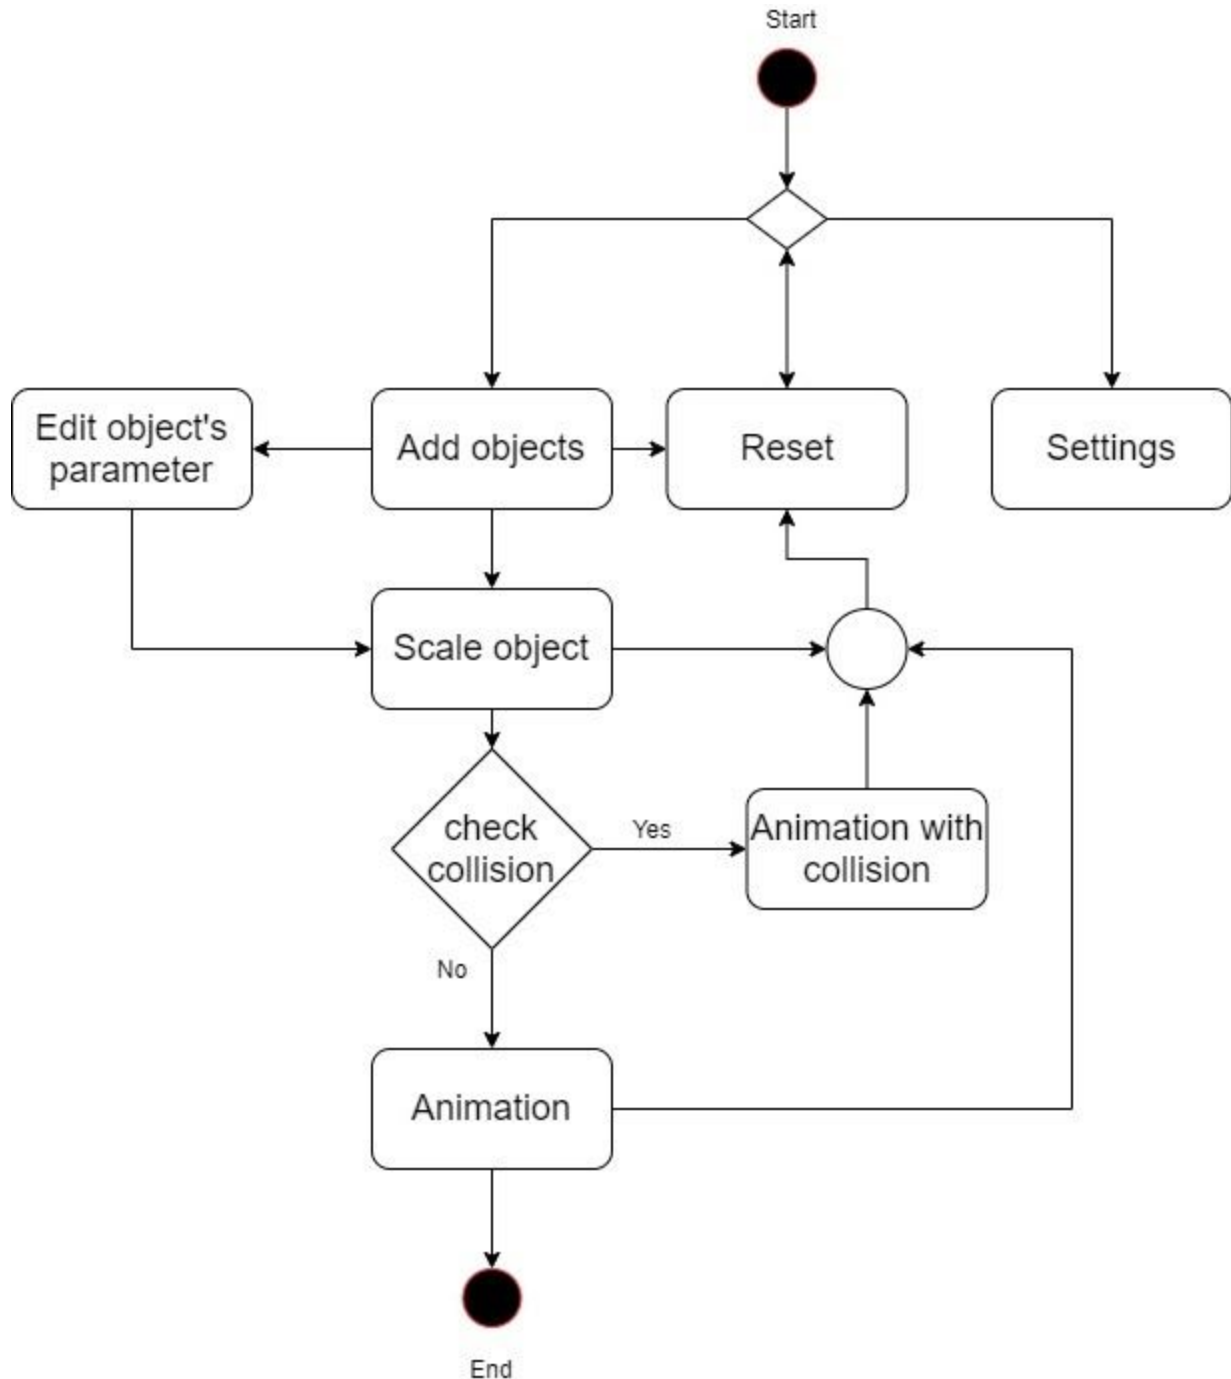 Start
Edit object's
parameter
Add objects
Reset
Settings
Scale object
check
collision
Yes
Animation with
collision
No
Animation
End